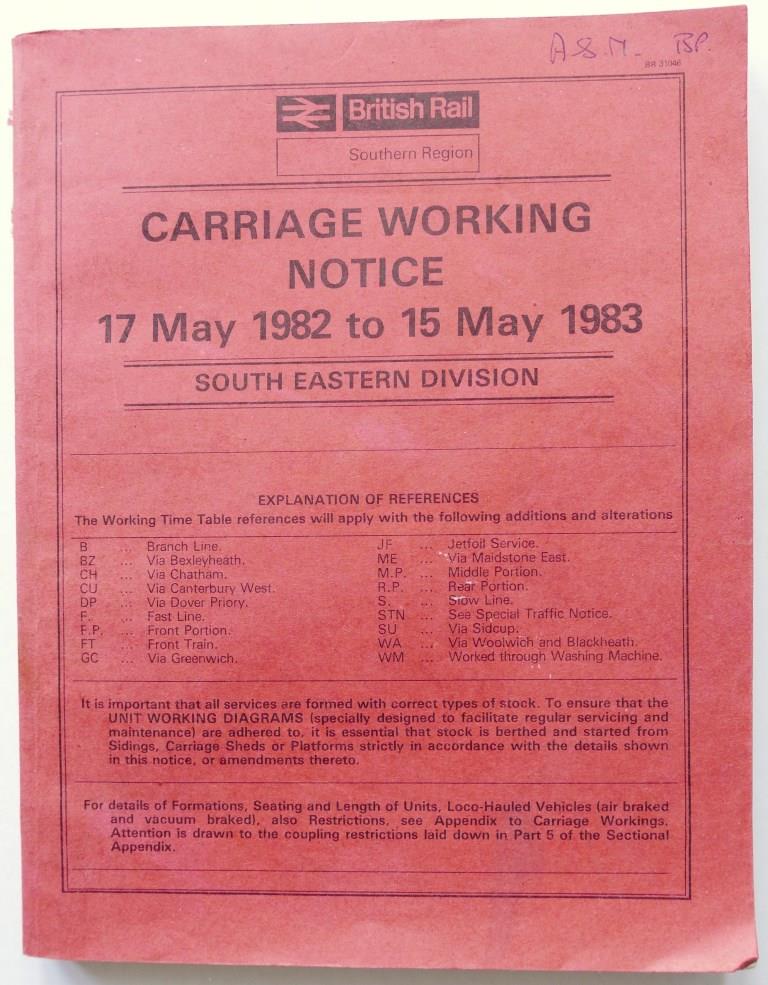 A.S.M. BP.
BR 31046
British Rail
Southern Region
CARRIAGE WORKING
NOTICE
17 May 1982 to 15 May 1983
SOUTH EASTERN DIVISION
EXPLANATION OF REFERENCES
The Working Time Table references will apply with the following additions and alterations
B ... Branch Line.
BZ ... Via Bexleyheath.
CH ... Via Chatham.
CU ... Via Canterbury West.
DP ... Via Dover Priory.
F. ... Fast Line.
F.P. ... Front Portion.
FT ... Front Train.
GC ... Via Greenwich.
JF ... Jetfoil Service.
ME ... Via Maidstone East.
M.P. ... Middle Portion.
R.P. ... Rear Portion.
S. ... Slow Line.
STN ... See Special Traffic Notice.
SU ... Via Sidcup.
WA ... Via Woolwich and Blackheath.
WM ... Worked through Washing Machine.
It is important that all services are formed with correct types of stock. To ensure that the
UNIT WORKING DIAGRAMS (specially designed to facilitate regular servicing and
maintenance) are adhered to, it is essential that stock is berthed and started from
Sidings, Carriage Sheds or Platforms strictly in accordance with the details shown
in this notice, or amendments thereto.
For details of Formations, Seating and Length of Units, Loco-Hauled Vehicles (air braked
and vacuum braked), also Restrictions, see Appendix to Carriage Workings.
Attention is drawn to the coupling restrictions laid down in Part 5 of the Sectional
Appendix.